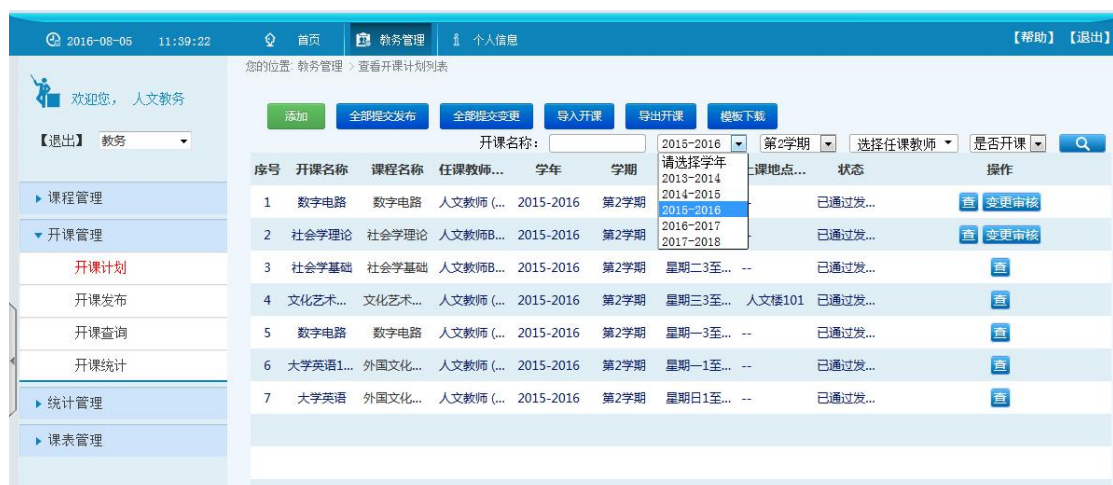 2016-08-05 11:39:22 首页 教务管理 个人信息 【帮助】 【退出】
您的位置: 教务管理 > 查看开课计划列表
欢迎您, 人文教务
【退出】 教务
课程管理
开课管理
开课计划
开课发布
开课查询
开课统计
统计管理
课表管理
添加 全部提交发布 全部提交变更 导入开课 导出开课 模板下载
开课名称: 2015-2016 第2学期 选择任课教师 是否开课
请选择学年
2013-2014
2014-2015
2015-2016
2016-2017
2017-2018
序号 开课名称 课程名称 任课教师... 学年 学期 上课地点... 状态 操作
1 数字电路 数字电路 人文教师 (... 2015-2016 第2学期 已通过发... 查 变更审核
2 社会学理论 社会学理论 人文教师B... 2015-2016 第2学期 已通过发... 查 变更审核
3 社会学基础 社会学基础 人文教师B... 2015-2016 第2学期 星期二3至... -- 已通过发... 查
4 文化艺术... 文化艺术... 人文教师 (... 2015-2016 第2学期 星期三3至... 人文楼101 已通过发... 查
5 数字电路 数字电路 人文教师 (... 2015-2016 第2学期 星期一3至... -- 已通过发... 查
6 大学英语1... 外国文化... 人文教师 (... 2015-2016 第2学期 星期一1至... -- 已通过发... 查
7 大学英语 外国文化... 人文教师 (... 2015-2016 第2学期 星期日1至... -- 已通过发... 查